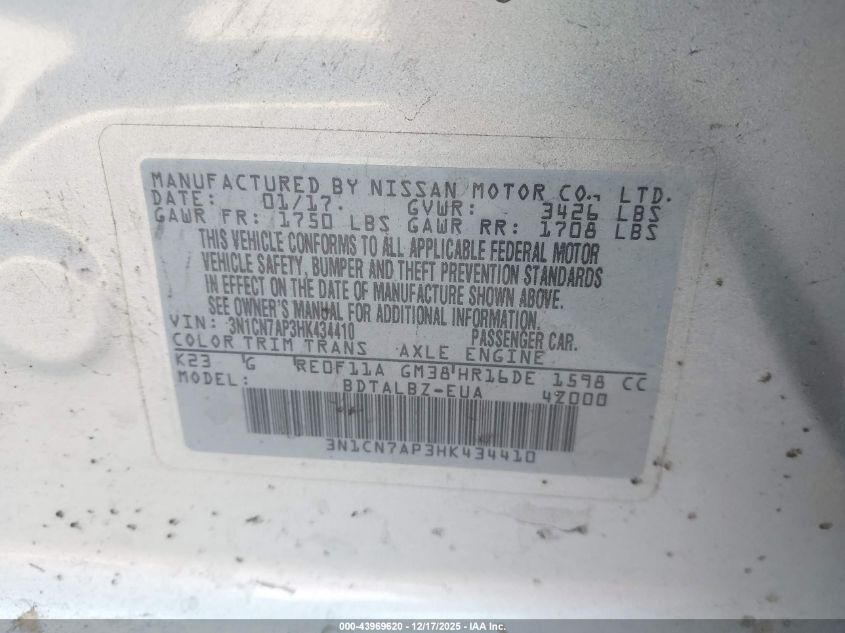 MANUFACTURED BY NISSAN MOTOR CO., LTD.
DATE: 01/17 GVWR: 3426 LBS
GAWR FR: 1750 LBS GAWR RR: 1708 LBS
THIS VEHICLE CONFORMS TO ALL APPLICABLE FEDERAL MOTOR
VEHICLE SAFETY, BUMPER AND THEFT PREVENTION STANDARDS
IN EFFECT ON THE DATE OF MANUFACTURE SHOWN ABOVE.
SEE OWNER'S MANUAL FOR ADDITIONAL INFORMATION.
VIN: 3N1CN7AP3HK434410 PASSENGER CAR.
COLOR TRIM TRANS AXLE ENGINE
K23 G RE0F11A GM38 HR16DE 1598 CC
MODEL: BDTALBZ-EUA 47000
3N1CN7AP3HK434410
000-43969620 - 12/17/2025 - IAA Inc.